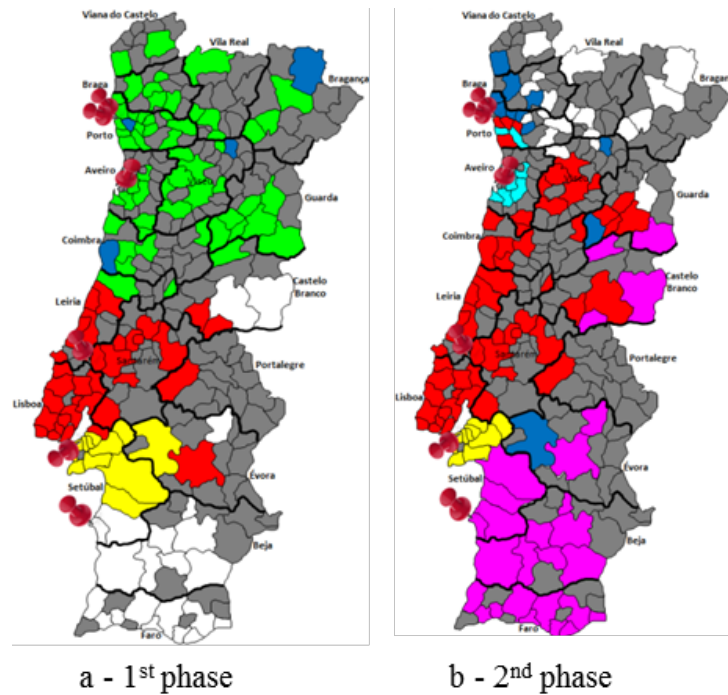 Viana do Castelo
Vila Real
Bragança
Braga
Porto
Aveiro
Viseu
Guarda
Coimbra
Castelo
Branco
Leiria
Santarém
Portalegre
Lisboa
Setúbal
Évora
Beja
Faro
a - 1st phase
Viana do Castelo
Vila Real
Bragança
Braga
Porto
Aveiro
Guarda
Coimbra
Castelo
Branco
Leiria
Santarém
Portalegre
Lisboa
Setúbal
Évora
Beja
Faro
b - 2nd phase